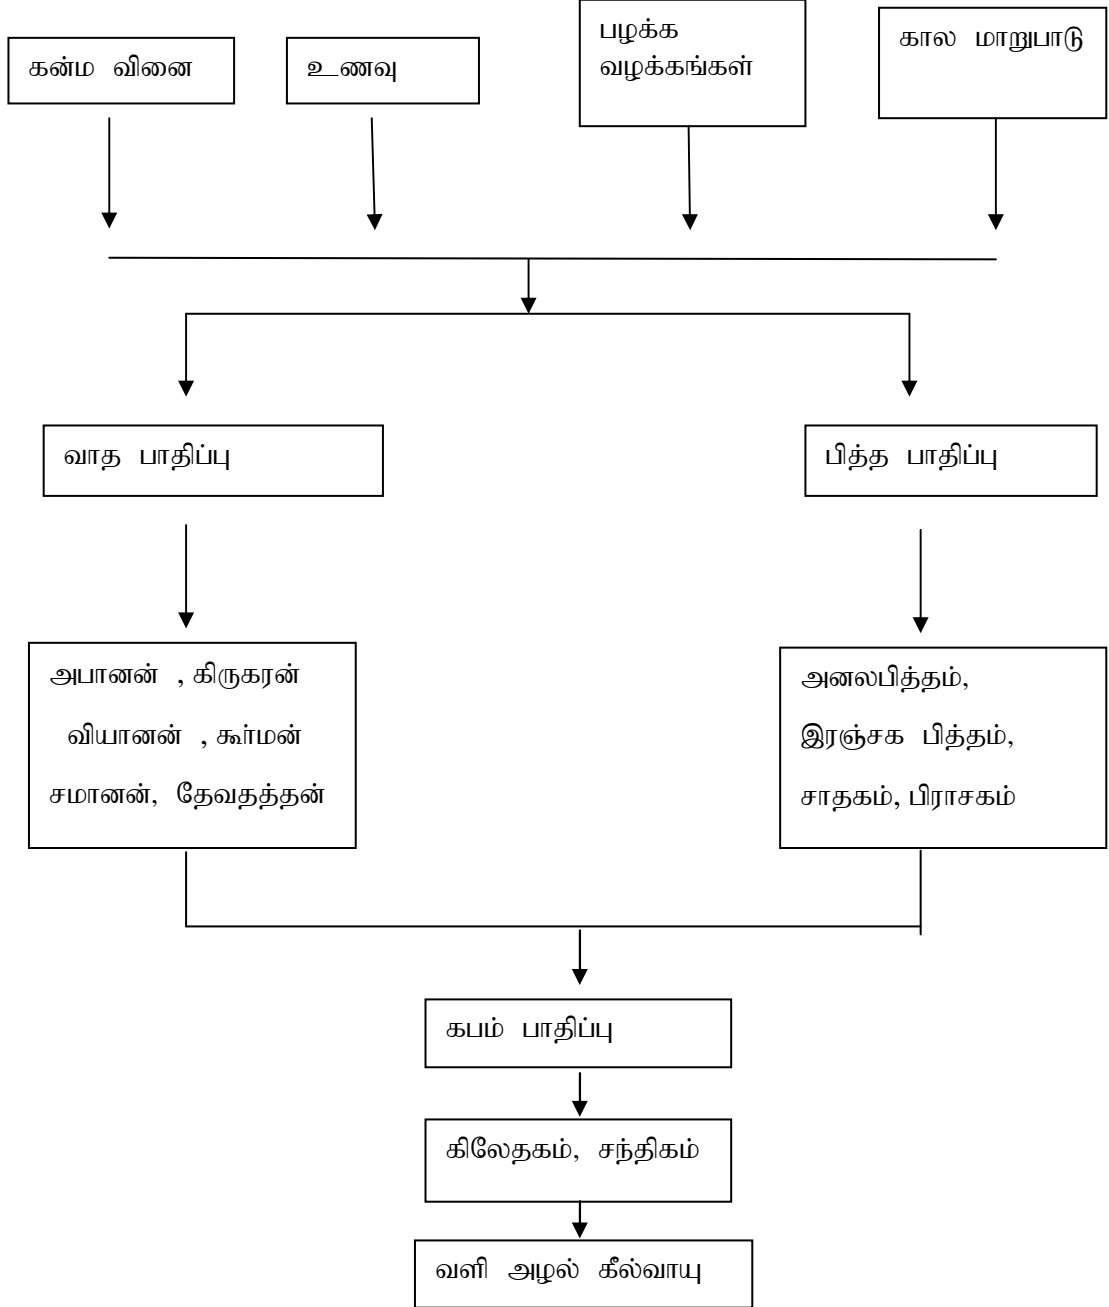 கன்ம வினை
உணவு
பழக்க
வழக்கங்கள்
கால மாறுபாடு
வாத பாதிப்பு
பித்த பாதிப்பு
அபானன் , கிருகரன்
வியானன் , கூர்மன்
சமானன், தேவதத்தன்
அனலபித்தம்,
இரஞ்சக பித்தம்,
சாதகம், பிராசகம்
கபம் பாதிப்பு
கிலேதகம், சந்திகம்
வளி அழல் கீல்வாயு